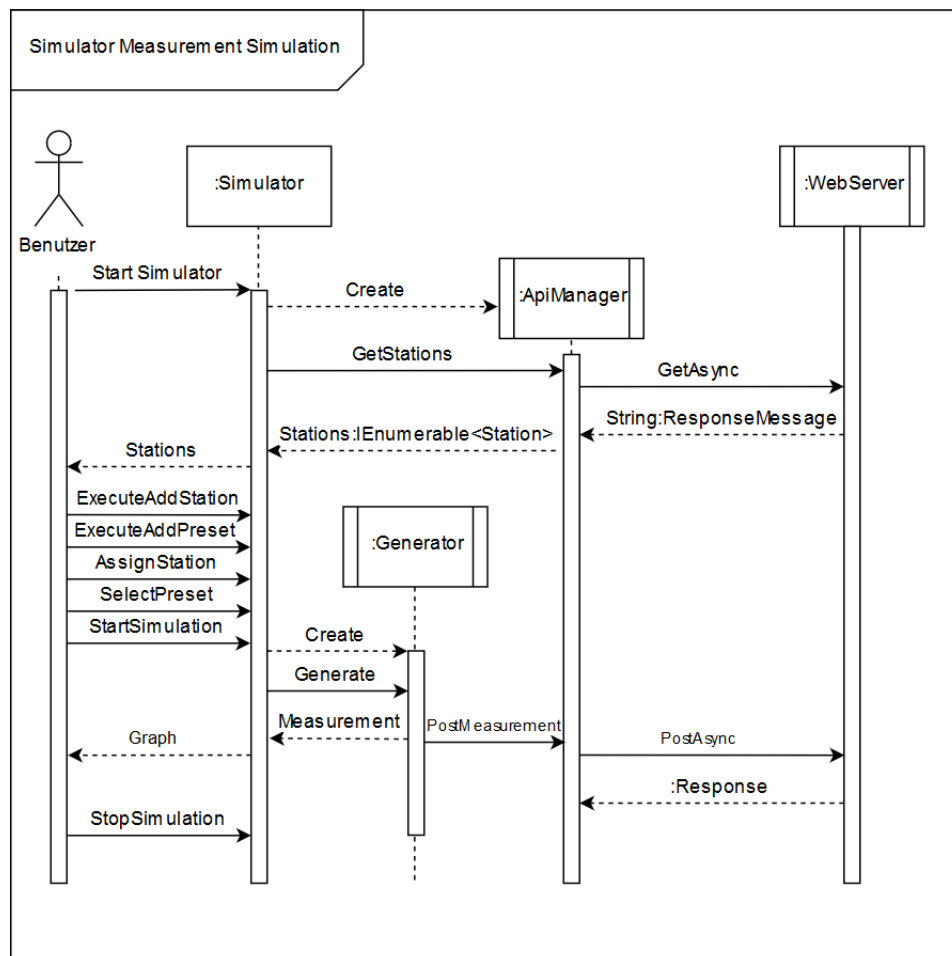 Simulator Measurement Simulation
:Simulator
:WebServer
Benutzer
Start Simulator
Create
:ApiManager
GetStations
GetAsync
String:ResponseMessage
Stations:IEnumerable<Station>
Stations
ExecuteAddStation
ExecuteAddPreset
:Generator
AssignStation
SelectPreset
StartSimulation
Create
Generate
Measurement
PostMeasurement
Graph
PostAsync
:Response
StopSimulation